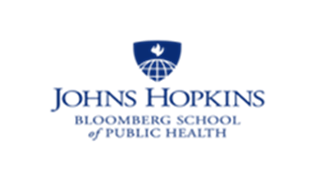 JOHNS HOPKINS
BLOOMBERG SCHOOL
of PUBLIC HEALTH